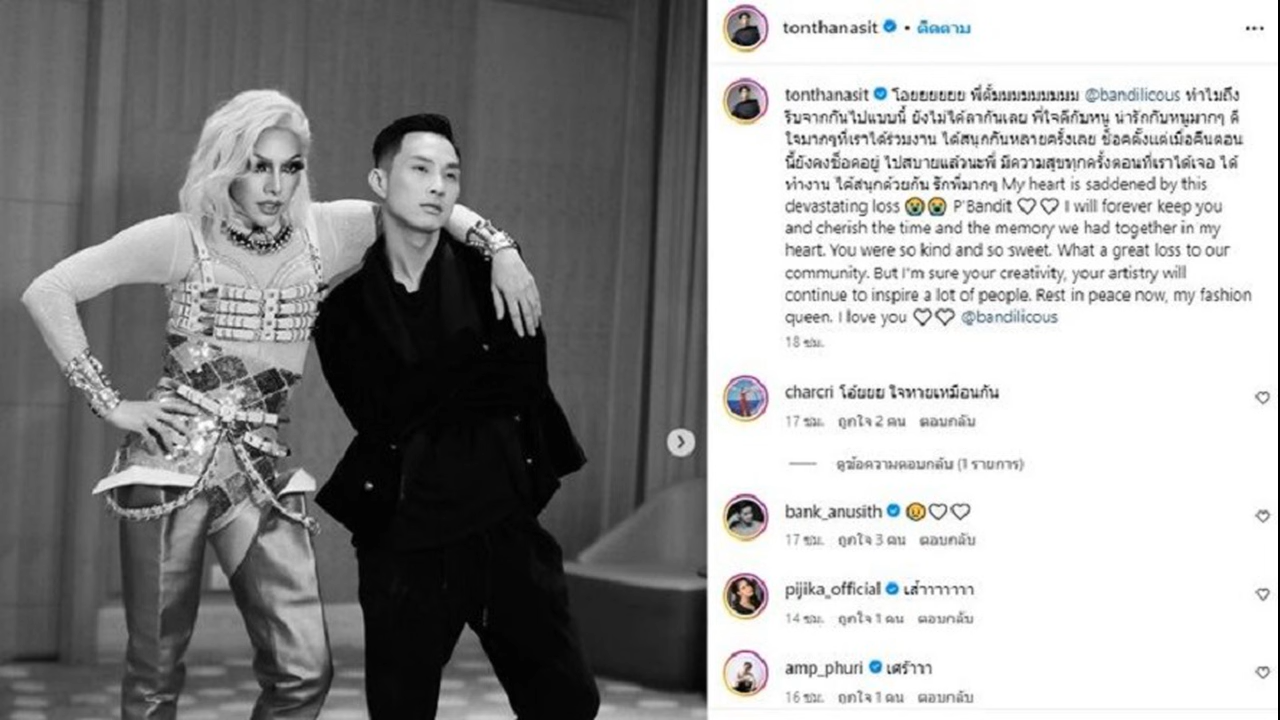 tonthanasit • ติดตาม
tonthanasit โอยยยยยย พี่ตั้มมมมมมมมม @bandilicous ทำไมถึง
รีบจากกันไปแบบนี้ ยังไม่ได้ลากันเลย พี่ใจดีกับหนู น่ารักกับหนูมากๆ ดี
ใจมากๆที่เราได้ร่วมงาน ได้สนุกกันหลายครั้งเลย ช้อคตั้งแต่เมื่อคืนตอน
นี้ยังคงช็อคอยู่ ไปสบายแล้วนะพี่ มีความสุขทุกครั้งตอนที่เราได้เจอ ได้
ทำงาน ได้สนุกด้วยกัน รักพี่มากๆ My heart is saddened by this
devastating loss 😭😭 P'Bandit ♡♡ I will forever keep you
and cherish the time and the memory we had together in my
heart. You were so kind and so sweet. What a great loss to our
community. But I'm sure your creativity, your artistry will
continue to inspire a lot of people. Rest in peace now, my fashion
queen. I love you ♡♡ @bandilicous
18 ชม.
charcri โอ้ยยย ใจหายเหมือนกัน
17 ชม. ถูกใจ 2 คน ตอบกลับ
ดูข้อความตอบกลับ (1 รายการ)
bank_anusith 😢♡♡
17 ชม. ถูกใจ 3 คน ตอบกลับ
pijika_official เส้าาาาาาา
14 ชม. ถูกใจ 1 คน ตอบกลับ
amp_phuri เศร้าาา
16 ชม. ถูกใจ 1 คน ตอบกลับ